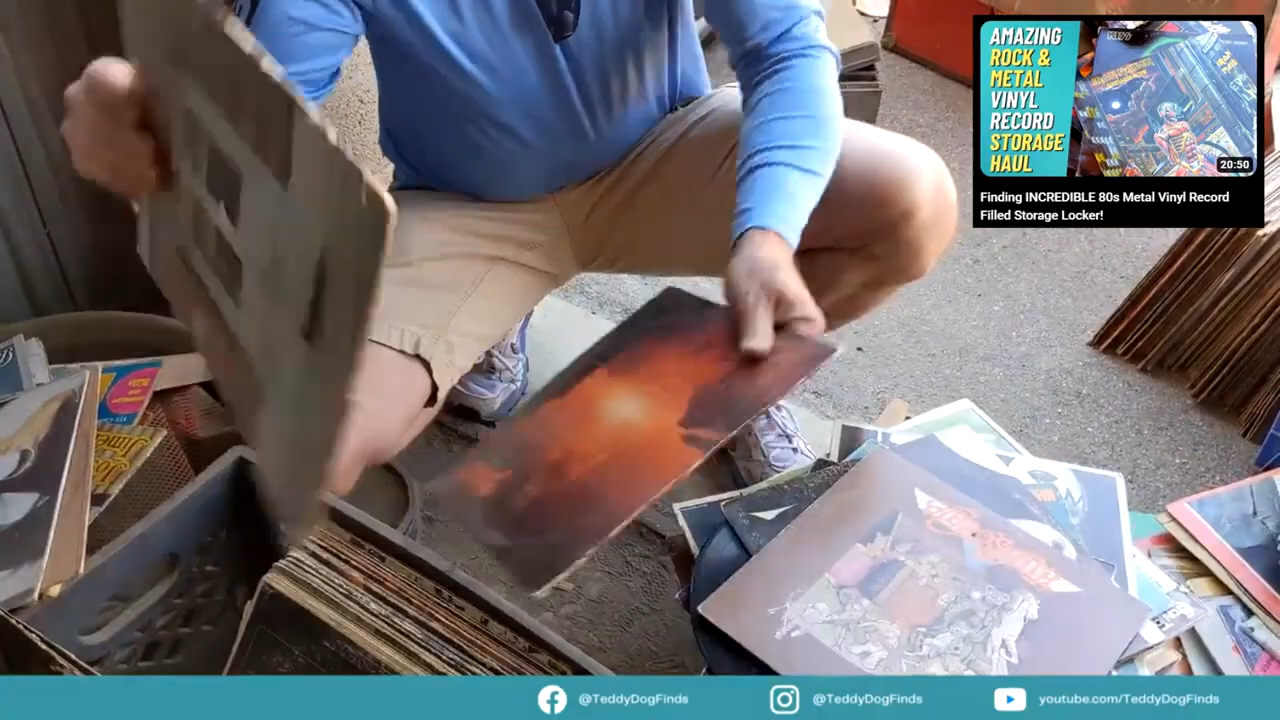 AMAZING
ROCK &
METAL
VINYL
RECORD
STORAGE
HAUL
20:50
Finding INCREDIBLE 80s Metal Vinyl Record
Filled Storage Locker!
@TeddyDogFinds
@TeddyDogFinds
youtube.com/TeddyDogFinds